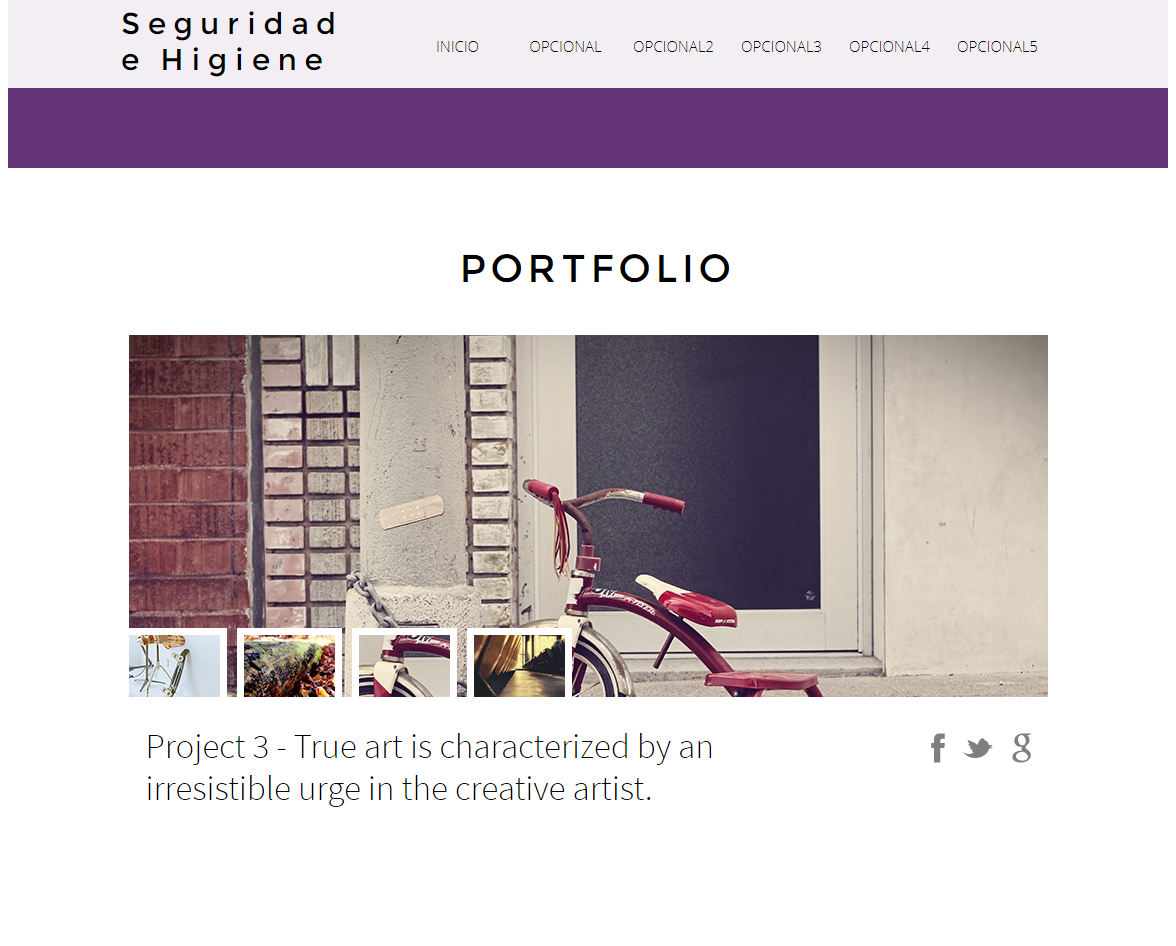 Seguridad
e Higiene
INICIO OPCIONAL OPCIONAL2 OPCIONAL3 OPCIONAL4 OPCIONAL5
PORTFOLIO
Project 3 - True art is characterized by an
irresistible urge in the creative artist.